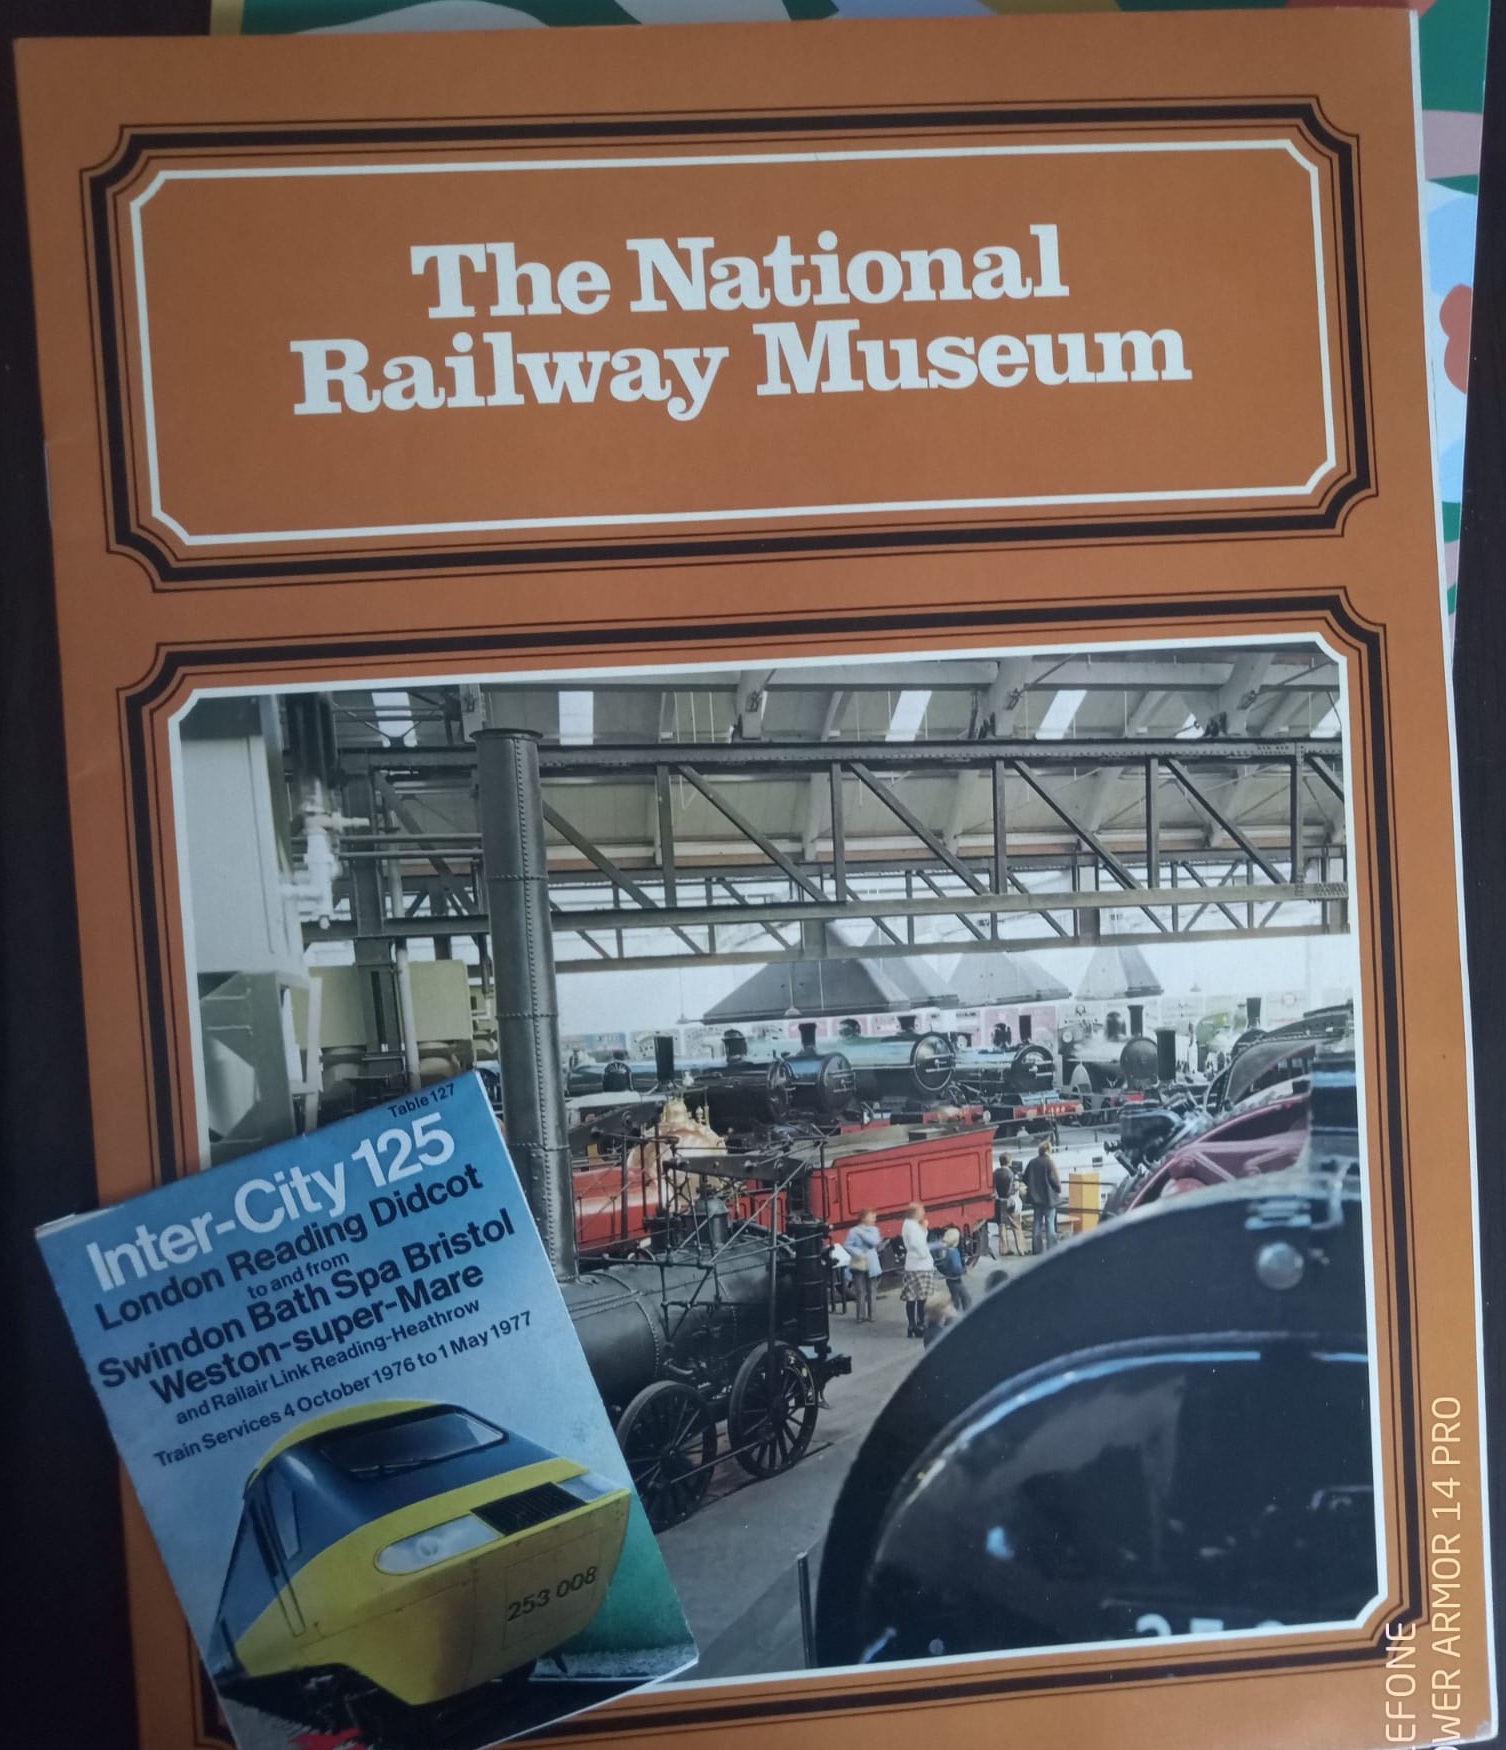 The National
Railway Museum
Table 127
Inter-City 125
London Reading Didcot
to and from
Swindon Bath Spa Bristol
Weston-super-Mare
and Railair Link Reading-Heathrow
Train Services 4 October 1976 to 1 May 1977
253 008
EFONE
OWER ARMOR 14 PRO